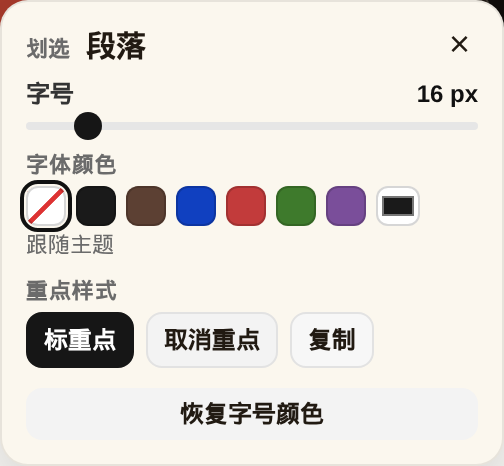 划选 段落 ✕
字号 16 px
字体颜色
跟随主题
重点样式
标重点 取消重点 复制
恢复字号颜色